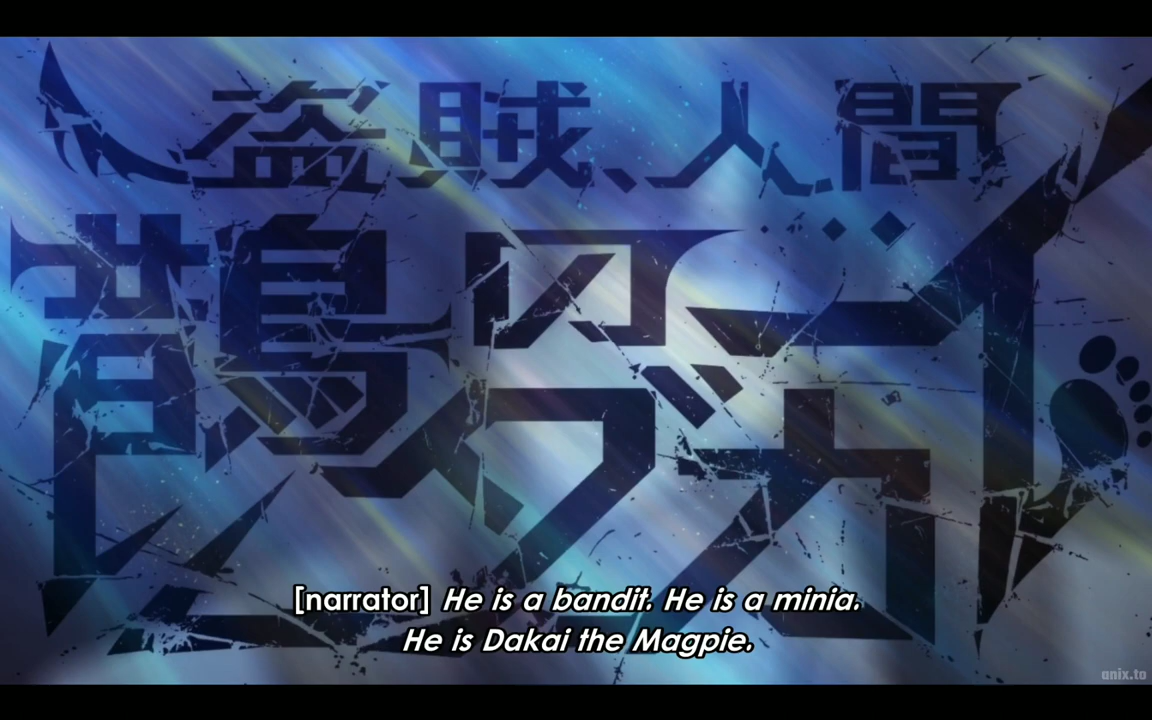 盗賊、人間
鵲の
ダカイ
[narrator] He is a bandit. He is a minia.
He is Dakai the Magpie.
anix.to